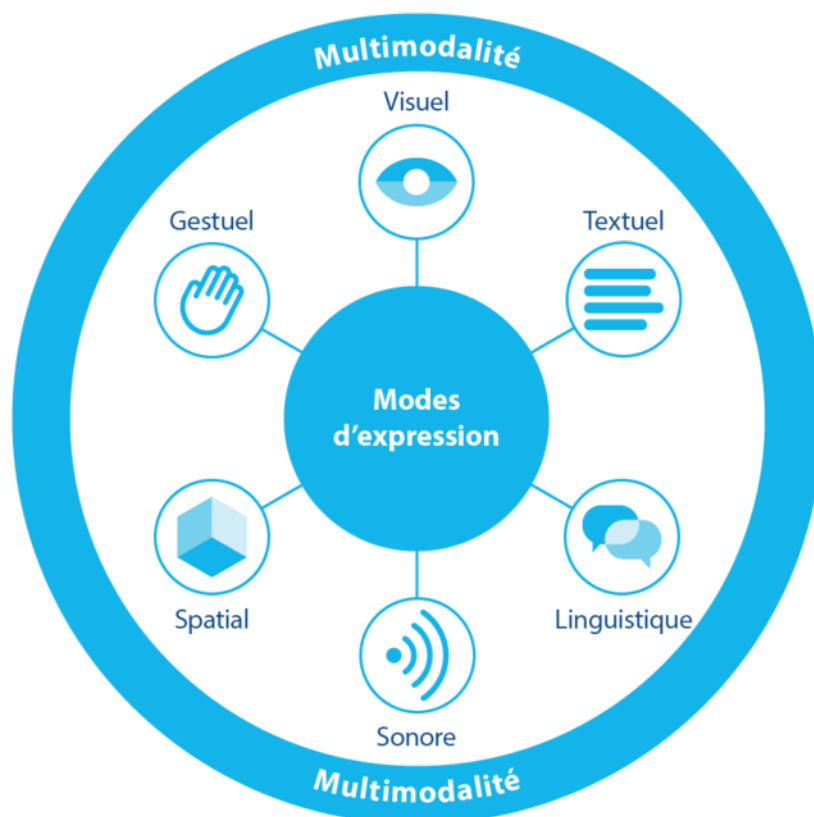 Multimodalité
Visuel
Gestuel
Textuel
Modes
d'expression
Spatial
Linguistique
Sonore
Multimodalité